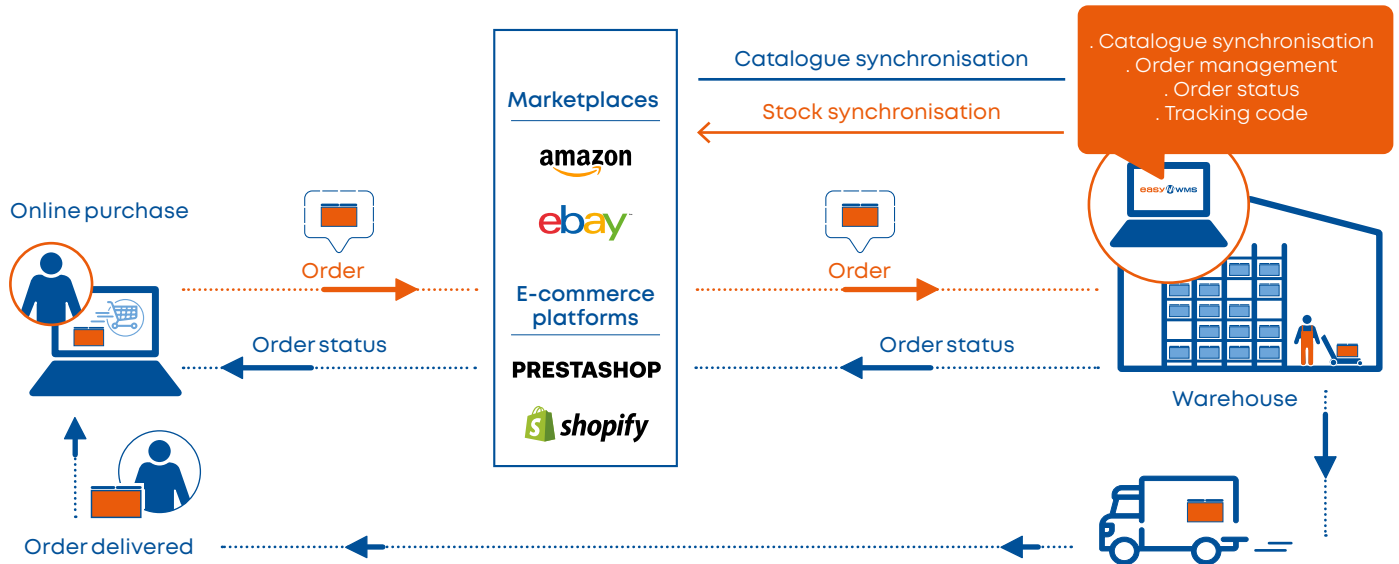 . Catalogue synchronisation
. Order management
. Order status
. Tracking code
Catalogue synchronisation
Stock synchronisation
Marketplaces
amazon
ebay
E-commerce
platforms
PRESTASHOP
shopify
easy WMS
Online purchase
Order
Order
Order status
Order status
Warehouse
Order delivered